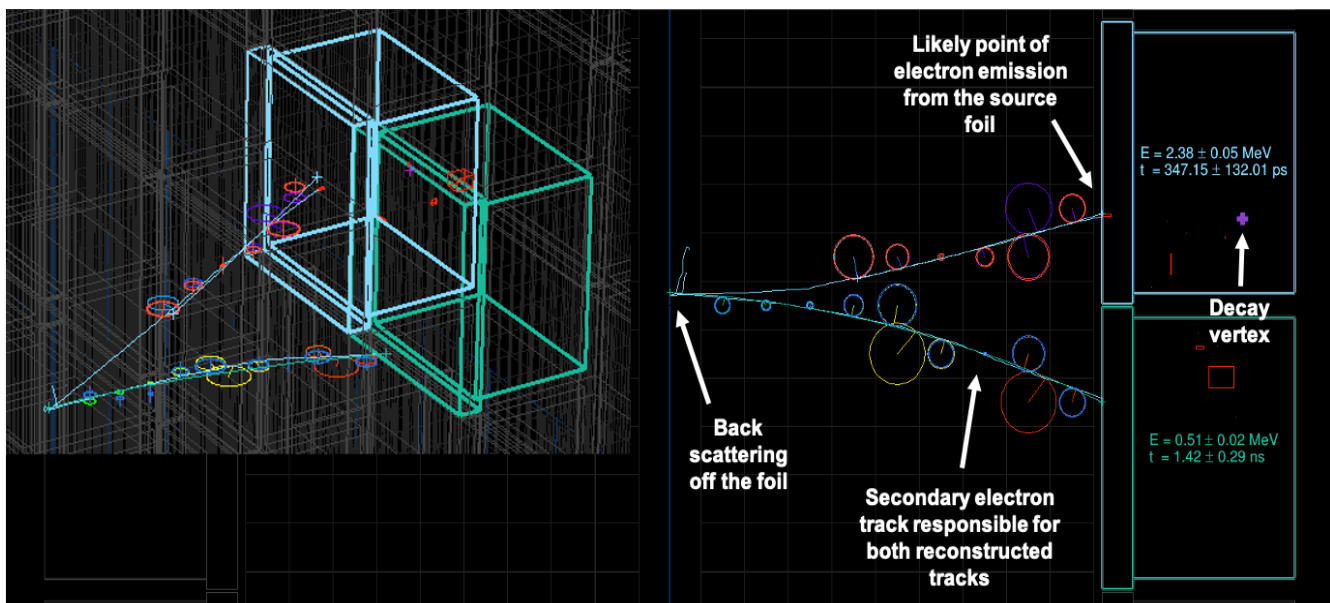 Likely point of
electron emission
from the source
foil
E = 2.38 ± 0.05 MeV
t = 347.15 ± 132.01 ps
Decay
vertex
Back
scattering
off the foil
E = 0.51 ± 0.02 MeV
t = 1.42 ± 0.29 ns
Secondary electron
track responsible for
both reconstructed
tracks